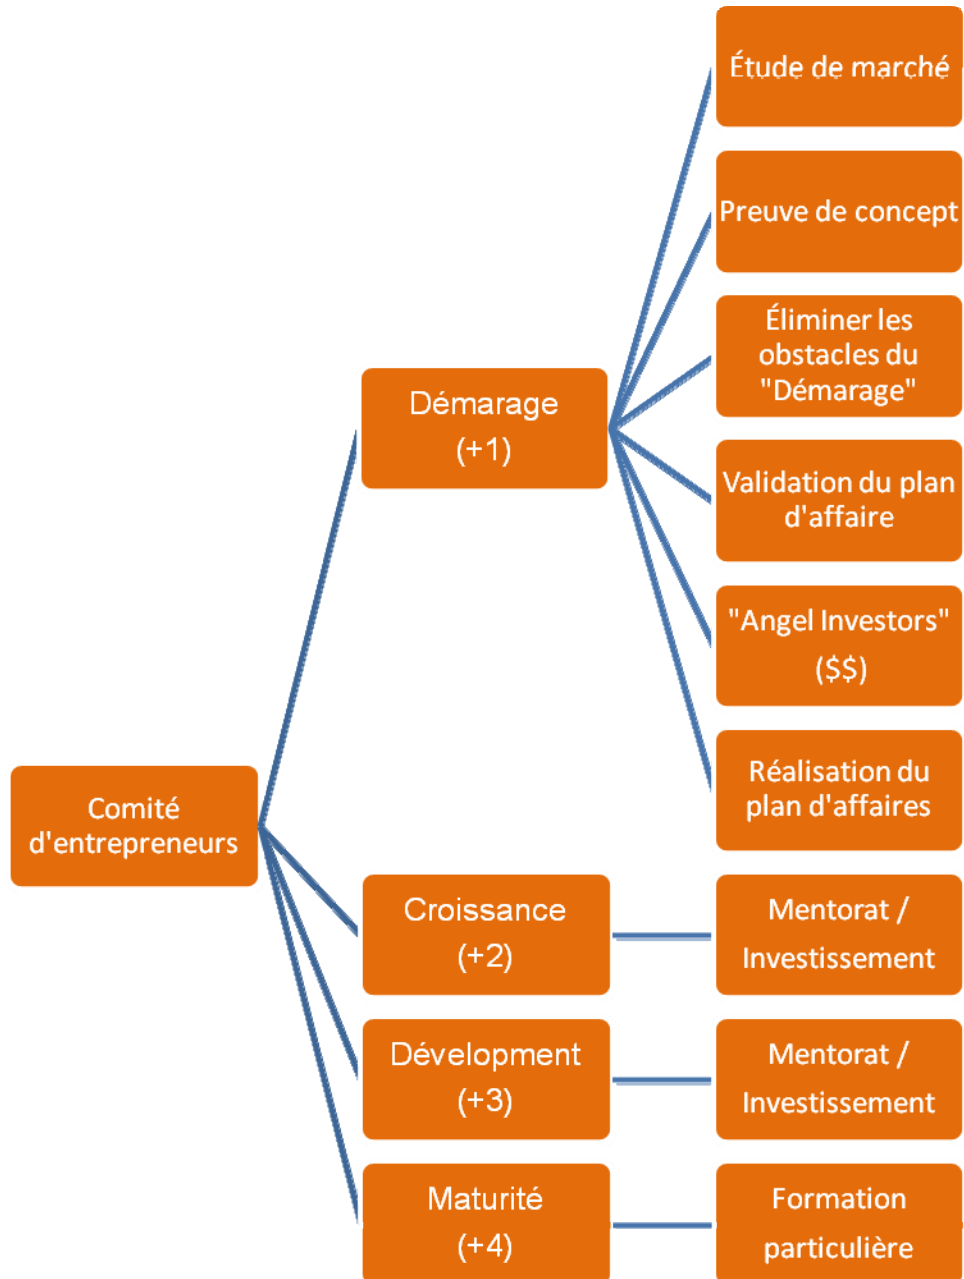 Étude de marché
Preuve de concept
Éliminer les
obstacles du
"Démarage"
Démarage
(+1)
Validation du plan
d'affaire
"Angel Investors"
($$)
Réalisation du
plan d'affaires
Comité
d'entrepreneurs
Croissance
(+2)
Mentorat /
Investissement
Dévelopment
(+3)
Mentorat /
Investissement
Maturité
(+4)
Formation
particulière